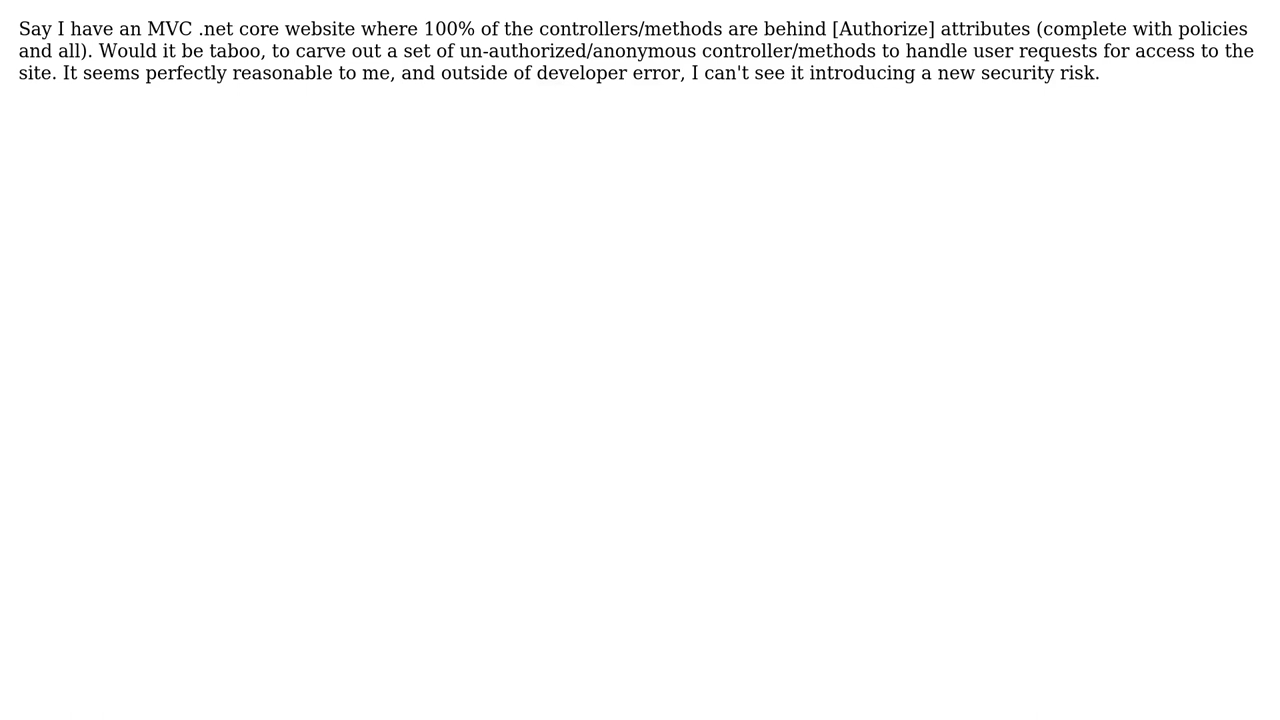 Say I have an MVC .net core website where 100% of the controllers/methods are behind [Authorize] attributes (complete with policies
and all). Would it be taboo, to carve out a set of un-authorized/anonymous controller/methods to handle user requests for access to the
site. It seems perfectly reasonable to me, and outside of developer error, I can't see it introducing a new security risk.